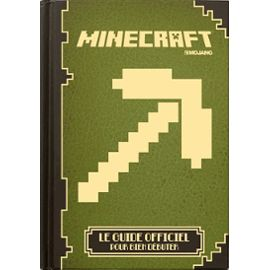 MINECRAFT
MOJANG
LE GUIDE OFFICIEL
POUR BIEN DÉBUTER